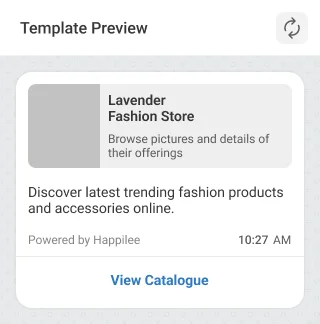 Template Preview
Lavender
Fashion Store
Browse pictures and details of
their offerings
Discover latest trending fashion products
and accessories online.
Powered by Happilee
10:27 AM
View Catalogue